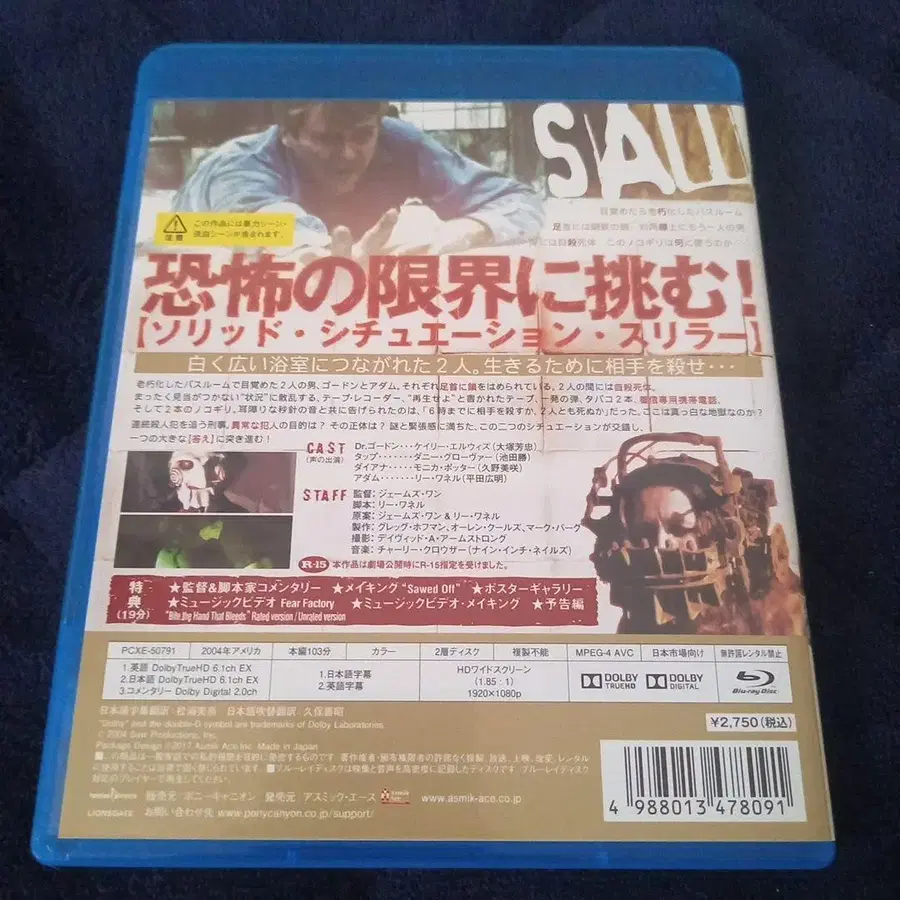 SAW
この作品には暴力シーン・
流血シーンが含まれます。
注意
目覚めたら老朽化したバスルーム
足首には鋼鉄の鎖
には自殺死体 このノコギリは何に使うのか…
恐怖の限界に挑む!
【ソリッド・シチュエーション・スリラー】
白く広い浴室につながれた2人。生きるために相手を殺せ・・・
老朽化したバスルームで目覚めた2人の男、ゴードンとアダム。それぞれ足首に鎖をはめられている。2人の間には自殺死体。
まったく見当がつかない“状況”に散乱する、テープ・レコーダー、“再生せよ”と書かれたテープ、一発の弾、タバコ2本、着信専用携帯電話、
そして2本のノコギリ。耳障りな秒針の音と共に告げられたのは、「6時までに相手を殺すか、2人とも死ぬか」だった。ここは真っ白な地獄なのか?
連続殺人犯を追う刑事。異常な犯人の目的は? その正体は? 謎と緊張感に満ちた、この二つのシチュエーションが交錯し、
一つの大きな[答え]に突き進む!
CAST
(声の出演)
Dr.ゴードン・・・ケイリー・エルウィズ(大塚芳忠)
タップ・・・・・・・ダニー・グローヴァー(池田勝)
ダイアナ・・・・・モニカ・ポッター(久野美咲)
アダム・・・・・・・リー・ワネル(平田広明)
STAFF
監督:ジェームズ・ワン
脚本:リー・ワネル
原案:ジェームズ・ワン&リー・ワネル
製作:グレッグ・ホフマン、オーレン・クールズ、マーク・バーグ
撮影:デイヴィッド・A・アームストロング
音楽:チャーリー・クロウザー(ナイン・インチ・ネイルズ)
R-15 本作品は劇場公開時にR-15指定を受けました。
特典
(19分)
★監督&脚本家コメンタリー ★メイキング“Sawed Off” ★ポスターギャラリー
★ミュージックビデオ Fear Factory ★ミュージックビデオ・メイキング ★予告編
"Bite the Hand That Bleeds" Rated version / Unrated version
PCXE-50791 2004年アメリカ 本編103分 カラー 2層ディスク 複製不能 MPEG-4 AVC 日本市場向け 無許諾レンタル禁止
1.英語 DolbyTrueHD 6.1ch EX
2.日本語 DolbyTrueHD 6.1ch EX
3.コメンタリー Dolby Digital 2.0ch
1.日本語字幕
2.英語字幕
HDワイドスクリーン
(1.85:1)
1920×1080p
DOLBY TRUEHD
DOLBY DIGITAL
Blu-ray Disc
日本語字幕翻訳:松浦美奈 日本語吹替翻訳:久保喜昭
¥2,750(税込)
"Dolby" and the double-D symbol are trademarks of Dolby Laboratories.
© 2004 Saw Productions, Inc.
Package Design ©2017 Asmik Ace Inc. Made in Japan
販売元:ポニーキャニオン 発売元 アスミック・エース www.asmik-ace.co.jp
LIONSGATE お問い合わせ先 www.ponycanyon.co.jp/support/
4 988013 478091